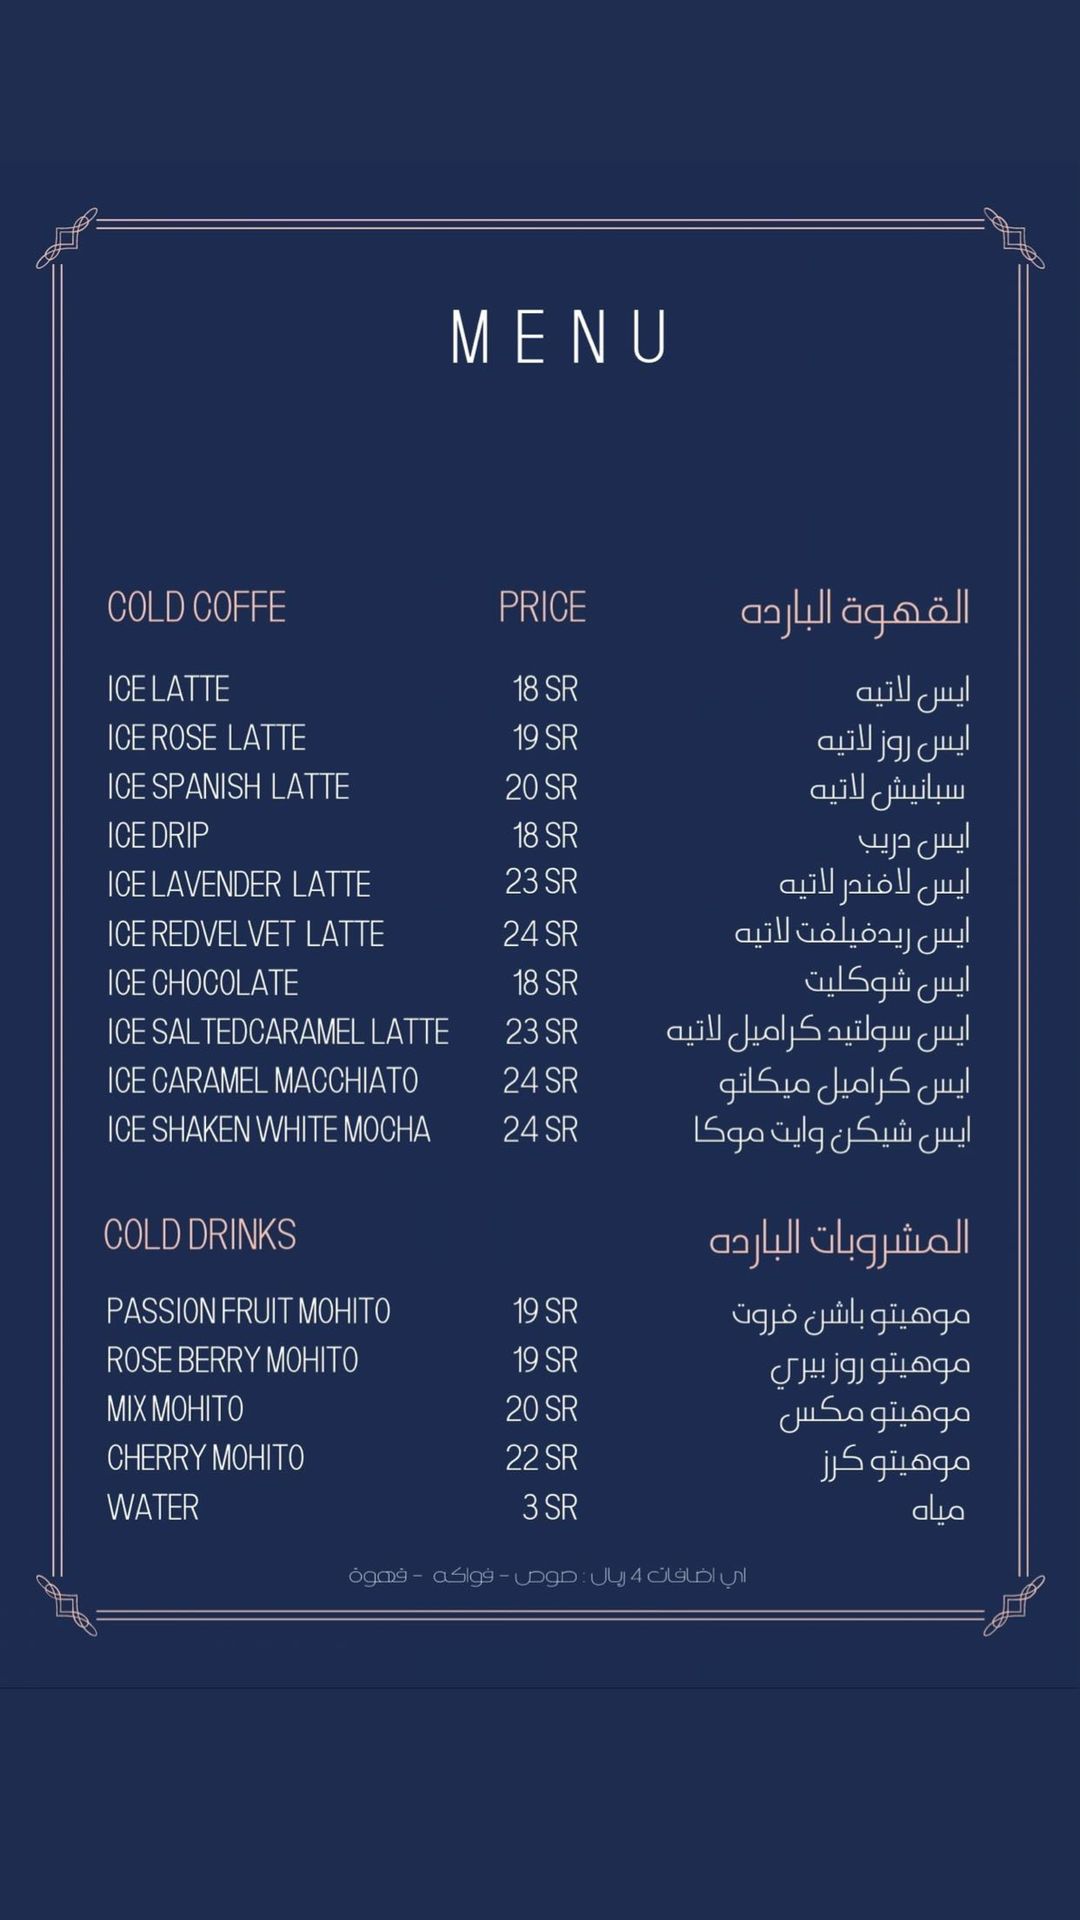 MENU
COLD COFFE PRICE القهوة البارده
ICE LATTE 18 SR ايس لاتيه
ICE ROSE LATTE 19 SR ايس روز لاتيه
ICE SPANISH LATTE 20 SR سبانيش لاتيه
ICE DRIP 18 SR ايس دريب
ICE LAVENDER LATTE 23 SR ايس لافندر لاتيه
ICE REDVELVET LATTE 24 SR ايس ريدفيلفت لاتيه
ICE CHOCOLATE 18 SR ايس شوكليت
ICE SALTEDCARAMEL LATTE 23 SR ايس سولتيد كراميل لاتيه
ICE CARAMEL MACCHIATO 24 SR ايس كراميل ميكاتو
ICE SHAKEN WHITE MOCHA 24 SR ايس شيكن وايت موكا
COLD DRINKS المشروبات البارده
PASSION FRUIT MOHITO 19 SR موهيتو باشن فروت
ROSE BERRY MOHITO 19 SR موهيتو روز بيري
MIX MOHITO 20 SR موهيتو مكس
CHERRY MOHITO 22 SR موهيتو كرز
WATER 3 SR مياه
اي اضافات 4 ريال : صوص - فواكه - قهوة